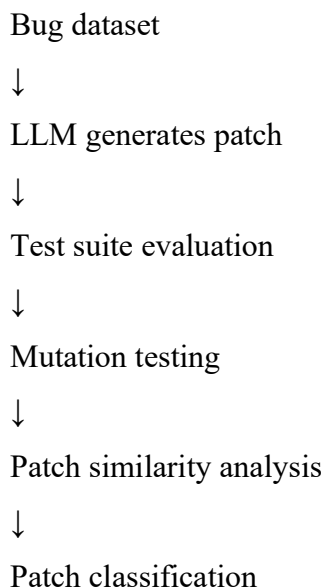 Bug dataset
↓
LLM generates patch
↓
Test suite evaluation
↓
Mutation testing
↓
Patch similarity analysis
↓
Patch classification